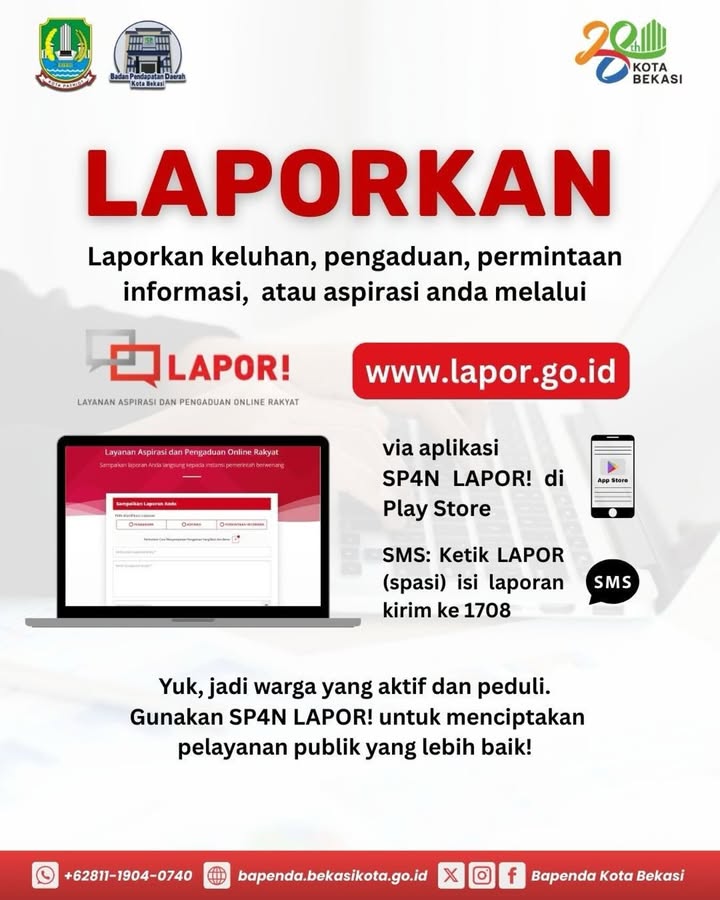 KOTA PATRIOT
Badan Pendapatan Daerah
Kota Bekasi
28th
KOTA
BEKASI
LAPORKAN
Laporkan keluhan, pengaduan, permintaan
informasi, atau aspirasi anda melalui
LAPOR!
LAYANAN ASPIRASI DAN PENGADUAN ONLINE RAKYAT
www.lapor.go.id
Layanan Aspirasi dan Pengaduan Online Rakyat
Sampaikan laporan Anda langsung kepada instansi pemerintah berwenang
Sampaikan Laporan Anda
PENGADUAN
ASPIRASI
PERMINTAAN INFORMASI
via aplikasi
SP4N LAPOR! di
Play Store
App Store
SMS: Ketik LAPOR
(spasi) isi laporan
kirim ke 1708
SMS
Yuk, jadi warga yang aktif dan peduli.
Gunakan SP4N LAPOR! untuk menciptakan
pelayanan publik yang lebih baik!
+62811-1904-0740
bapenda.bekasikota.go.id
Bapenda Kota Bekasi